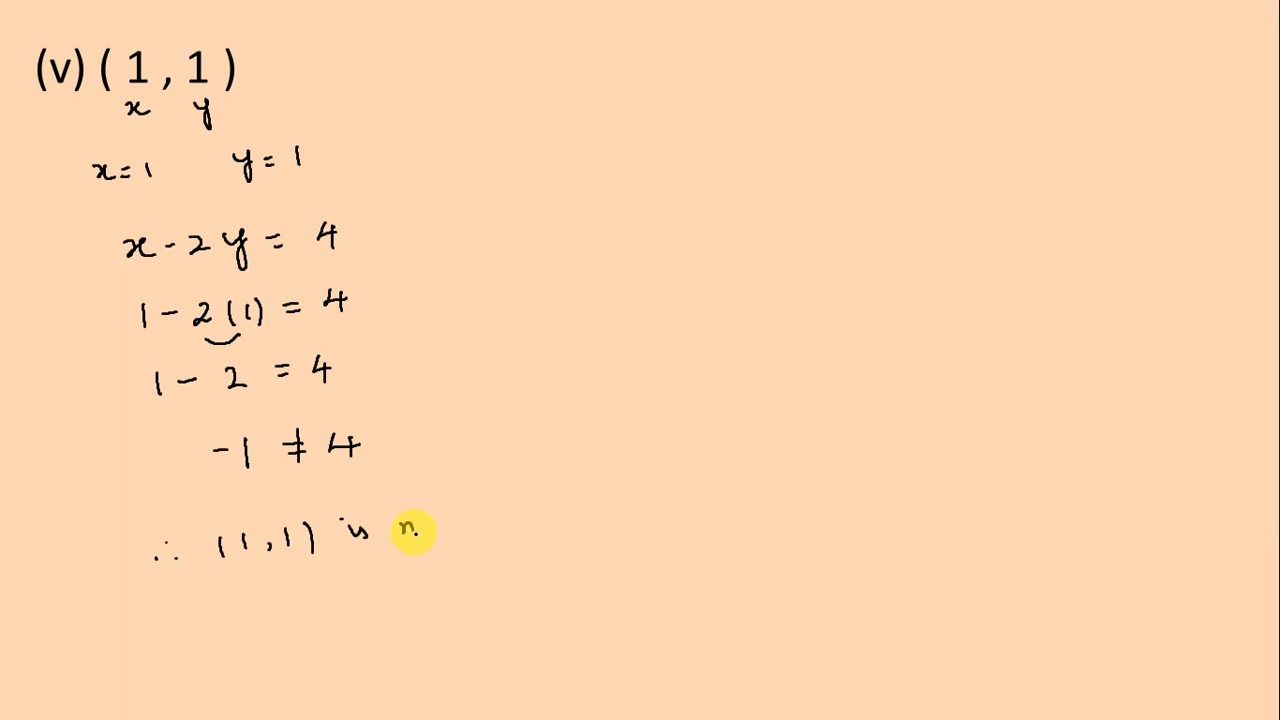 (v) ( 1 , 1 )
x y
x = 1 y = 1
x - 2 y = 4
1 - 2 (1) = 4
1 - 2 = 4
-1 ≠ 4
∴ (1,1) is n